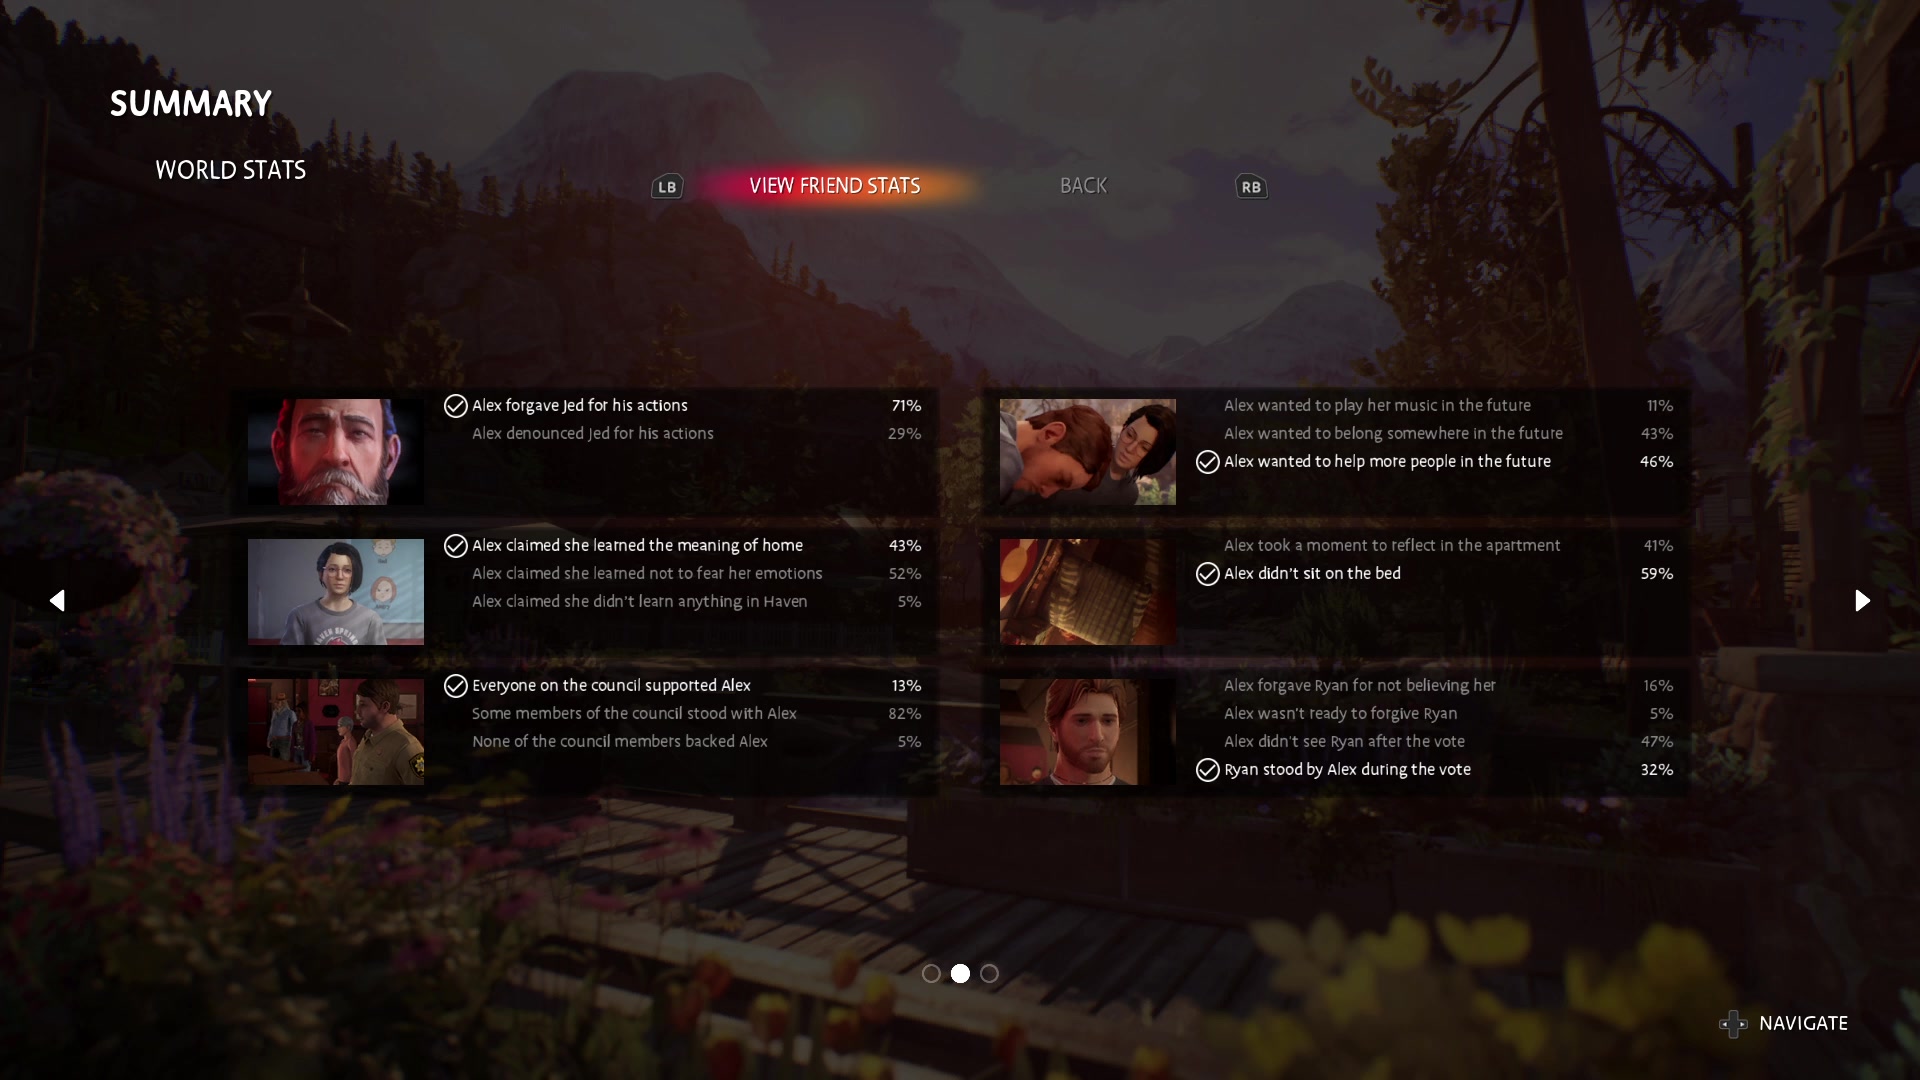 SUMMARY
WORLD STATS
LB
VIEW FRIEND STATS
BACK
RB
Alex forgave Jed for his actions 71%
Alex denounced Jed for his actions 29%
Alex claimed she learned the meaning of home 43%
Alex claimed she learned not to fear her emotions 52%
Alex claimed she didn't learn anything in Haven 5%
Everyone on the council supported Alex 13%
Some members of the council stood with Alex 82%
None of the council members backed Alex 5%
Alex wanted to play her music in the future 11%
Alex wanted to belong somewhere in the future 43%
Alex wanted to help more people in the future 46%
Alex took a moment to reflect in the apartment 41%
Alex didn't sit on the bed 59%
Alex forgave Ryan for not believing her 16%
Alex wasn't ready to forgive Ryan 5%
Alex didn't see Ryan after the vote 47%
Ryan stood by Alex during the vote 32%
NAVIGATE